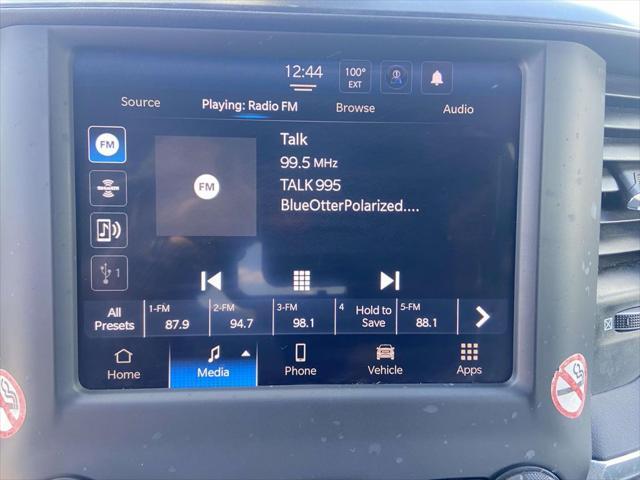 12:44
100°
EXT
Source
Playing: Radio FM
Browse
Audio
FM
FM
Talk
99.5 MHz
TALK 995
BlueOtterPolarized....
SIRIUSXM
1
All Presets
1-FM
87.9
2-FM
94.7
3-FM
98.1
4
Hold to Save
5-FM
88.1
Home
Media
Phone
Vehicle
Apps